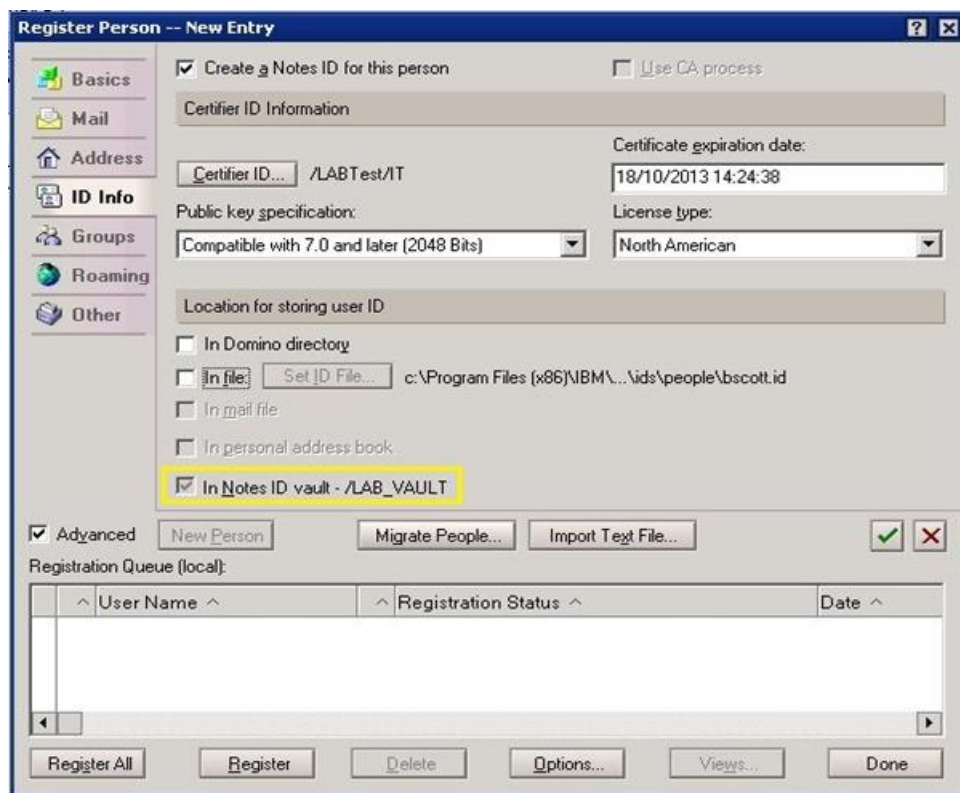 Register Person -- New Entry
Basics
Mail
Address
ID Info
Groups
Roaming
Other
Create a Notes ID for this person
Use CA process
Certifier ID Information
Certificate expiration date:
Certifier ID... /LABTest/IT
18/10/2013 14:24:38
Public key specification:
License type:
Compatible with 7.0 and later (2048 Bits)
North American
Location for storing user ID
In Domino directory
In file: Set ID File... c:\Program Files (x86)\IBM\...\ids\people\bscott.id
In mail file
In personal address book
In Notes ID vault - /LAB_VAULT
Advanced New Person Migrate People... Import Text File...
Registration Queue (local):
User Name Registration Status Date
Register All Register Delete Options... Views... Done